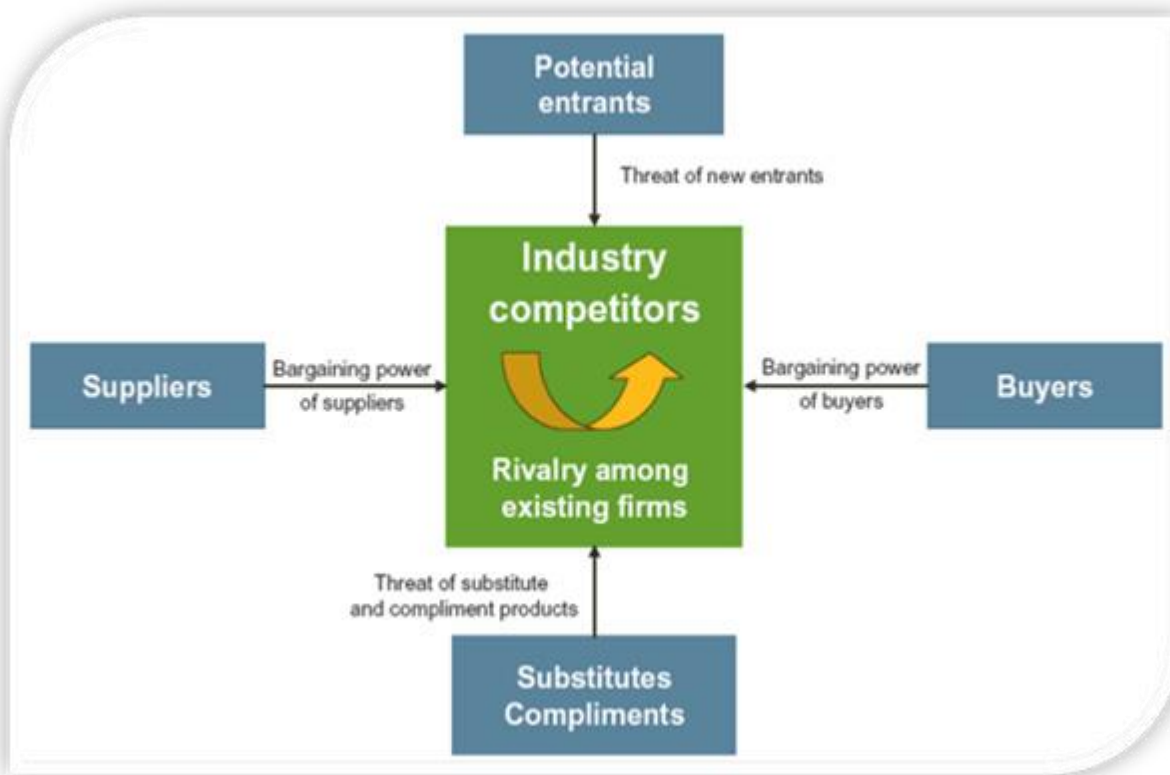 Potential
entrants
Threat of new entrants
Industry
competitors
Suppliers
Bargaining power
of suppliers
Bargaining power
of buyers
Buyers
Rivalry among
existing firms
Threat of substitute
and compliment products
Substitutes
Compliments